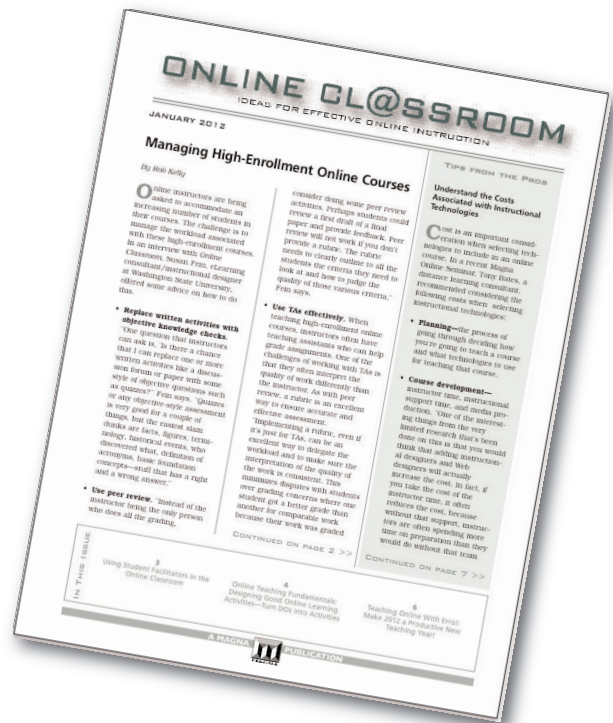 ONLINE CL@SSROOM
IDEAS FOR EFFECTIVE ONLINE INSTRUCTION
JANUARY 2012
Managing High-Enrollment Online Courses
By Rob Kelly
Online instructors are being
asked to accommodate an
increasing number of students in
their courses. The challenge is to
manage the workload associated
with these high-enrollment courses.
In an interview with Online
Classroom, Susan Fein, eLearning
consultant/instructional designer
at Washington State University,
offered some advice on how to do
this.
• Replace written activities with
objective knowledge checks.
"One question that instructors
can ask is, 'Is there a chance
that I can replace one or more
written activities like a discus-
sion forum or paper with some
style of objective questions such
as quizzes?'" Fein says. "Quizzes
or any objective-style assessment
is very good for a couple of
things, but the easiest slam
dunks are facts, figures, termi-
nology, historical events, who
discovered what, definition of
acronyms, basic foundation
concepts—stuff that has a right
and a wrong answer."
• Use peer review. "Instead of the
instructor being the only person
who does all the grading,
consider doing some peer review
activities. Perhaps students could
review a first draft of a final
paper and provide feedback. Peer
review will not work if you don't
provide a rubric. The rubric
needs to clearly outline to all the
students the criteria they need to
look at and how to judge the
quality of those various criteria,"
Fein says.
• Use TAs effectively. When
teaching high-enrollment online
courses, instructors often have
teaching assistants who can help
grade assignments. One of the
challenges of working with TAs is
that they often interpret the
quality of work differently than
the instructor. As with peer
review, a rubric is an excellent
way to ensure accurate and
effective assessment.
"Implementing a rubric, even if
it's just for TAs, can be an
excellent way to delegate the
workload and to make sure the
interpretation of the quality of
the work is consistent. This
minimizes disputes with students
over grading concerns where one
student got a better grade than
another for comparable work
because their work was graded
CONTINUED ON PAGE 2 >>
TIPS FROM THE PROS
Understand the Costs
Associated with Instructional
Technologies
Cost is an important consid-
eration when selecting tech-
nologies to include in an online
course. In a recent Magna
Online Seminar, Tony Bates, a
distance learning consultant,
recommended considering the
following costs when selecting
instructional technologies:
• Planning—the process of
going through deciding how
you're going to teach a course
and what technologies to use
for teaching that course.
• Course development—
instructor time, instructional
support time, and media pro-
duction. "One of the interest-
ing things from the very
limited research that's been
done on this is that you would
think that adding instruction-
al designers and Web
designers will actually
increase the cost. In fact, if
you take the cost of the
instructor time, it often
reduces the cost, because
without that support, instruc-
tors are often spending more
time on preparation than they
would do without that team
CONTINUED ON PAGE 7 >>
IN THIS ISSUE
3
Using Student Facilitators in the
Online Classroom
4
Online Teaching Fundamentals:
Designing Good Online Learning
Activities—Turn DOs into Activities
6
Teaching Online With Errol:
Make 2012 a Productive New
Teaching Year!
A MAGNA PUBLICATION